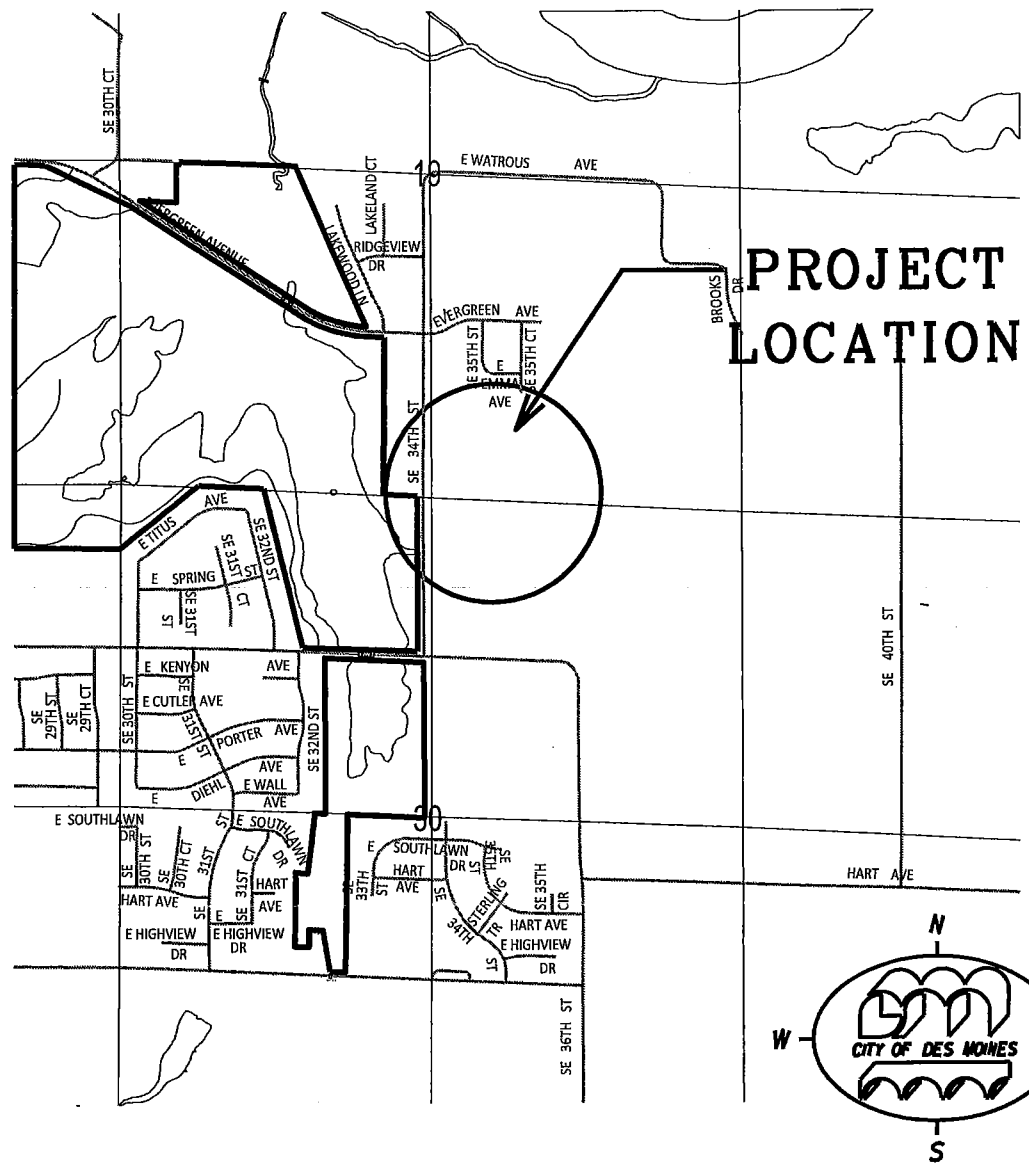 SE 30TH CT
LAKELAND CT
19
E WATROUS AVE
EVERGREEN AVENUE
LAKEWOOD LN
RIDGEVIEW
DR
BROOKS
DR
PROJECT
LOCATION
EVERGREEN AVE
E 35TH ST
SE 35TH CT
E
EMMA
AVE
SE 34TH ST
E TITUS AVE
SE 32ND ST
SE 31ST
CT
E SPRING ST
SE 31ST
ST
SE 40TH ST
E KENYON AVE
SE
31ST ST
E CUTLER AVE
SE
29TH ST
SE
29TH CT
SE 30TH ST
SE 32ND ST
E PORTER AVE
E DIEHL AVE
E WALL
AVE
30
E SOUTHLAWN
DR
E SOUTHLAWN
DR
E SOUTHLAWN
DR
SE
30TH ST
SE
30TH CT
SE 31ST ST
SE 31ST CT
HART
AVE
HART AVE
E HIGHVIEW
DR
E HIGHVIEW
DR
SE
33TH
ST
HART
AVE
SE
35TH
ST
SE
34TH
ST
STERLING
TR
SE 35TH
CIR
HART AVE
E HIGHVIEW
DR
HART AVE
SE 36TH ST
N
W
CITY OF DES MOINES
S